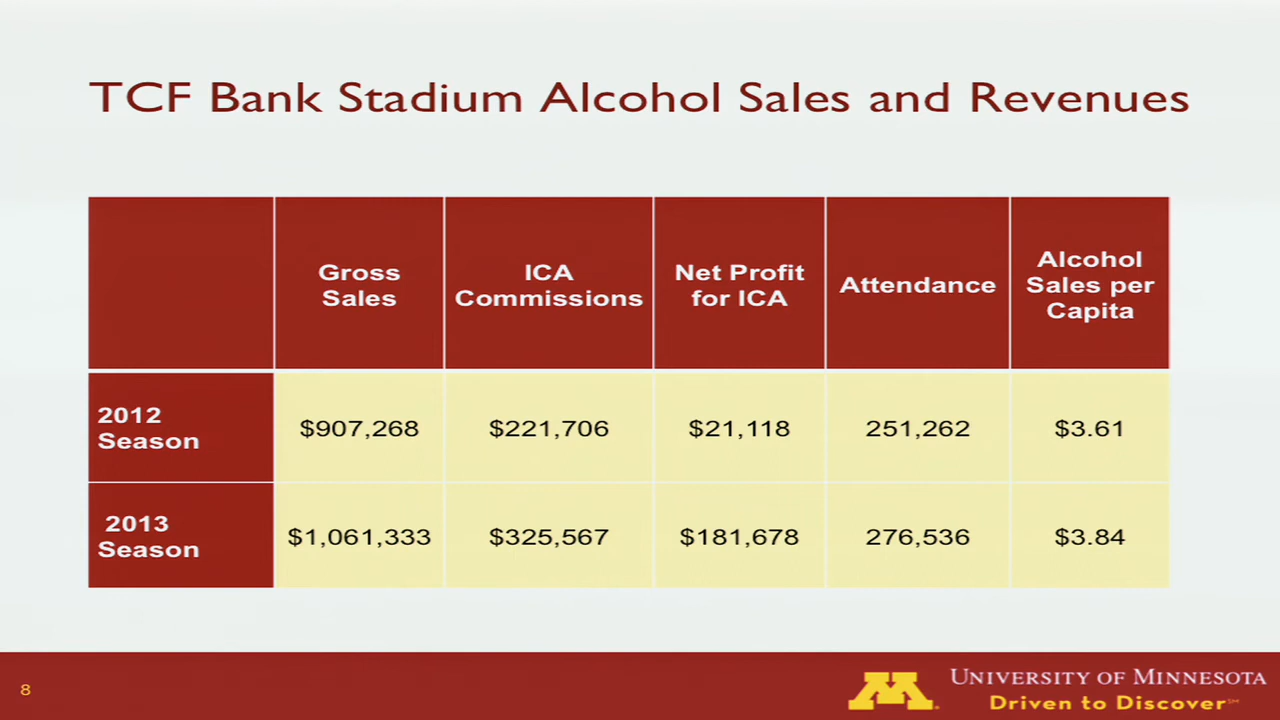 TCF Bank Stadium Alcohol Sales and Revenues
Gross Sales
ICA Commissions
Net Profit for ICA
Attendance
Alcohol Sales per Capita
2012 Season
$907,268
$221,706
$21,118
251,262
$3.61
2013 Season
$1,061,333
$325,567
$181,678
276,536
$3.84
8
M
UNIVERSITY OF MINNESOTA
Driven to Discover℠